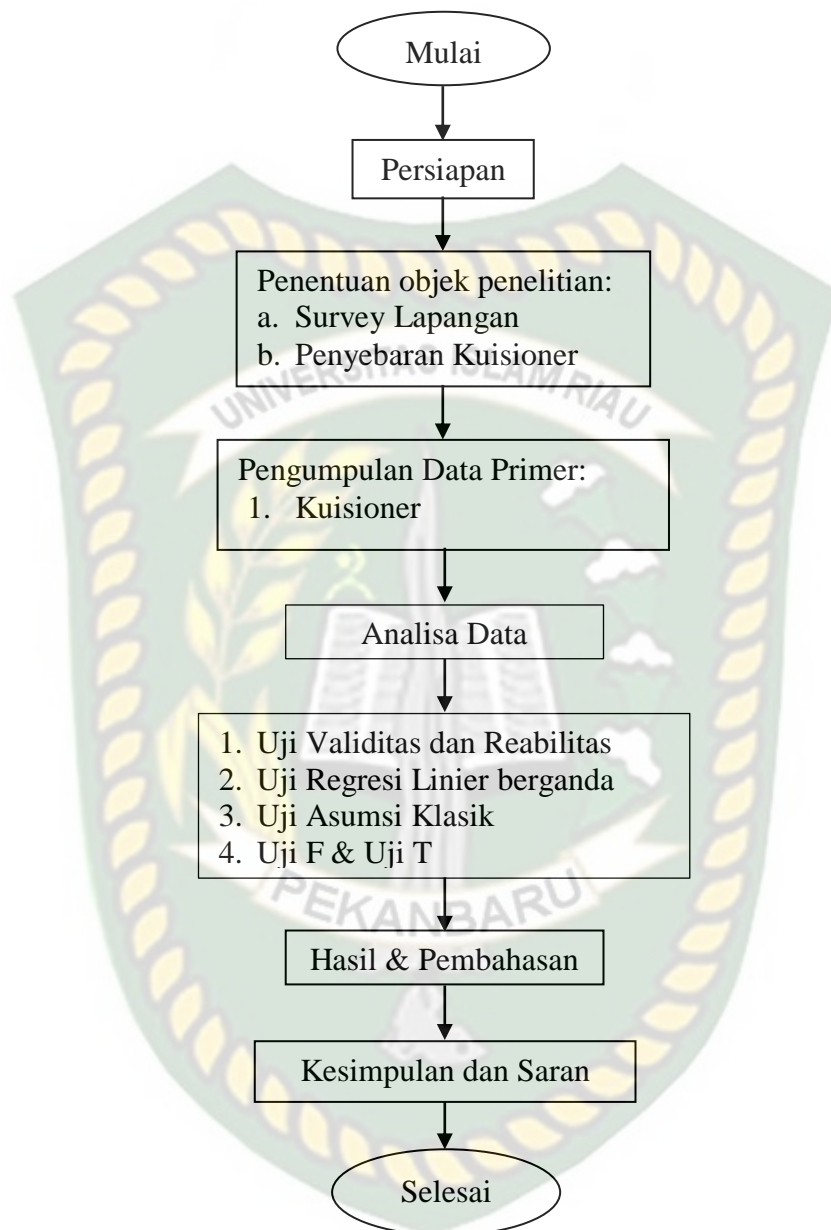 Mulai
Persiapan
Penentuan objek penelitian:
a. Survey Lapangan
b. Penyebaran Kuisioner
UNIVERSITAS ISLAM RIAU
Pengumpulan Data Primer:
1. Kuisioner
Analisa Data
1. Uji Validitas dan Reabilitas
2. Uji Regresi Linier berganda
3. Uji Asumsi Klasik
4. Uji F & Uji T
PEKANBARU
Hasil & Pembahasan
Kesimpulan dan Saran
Selesai